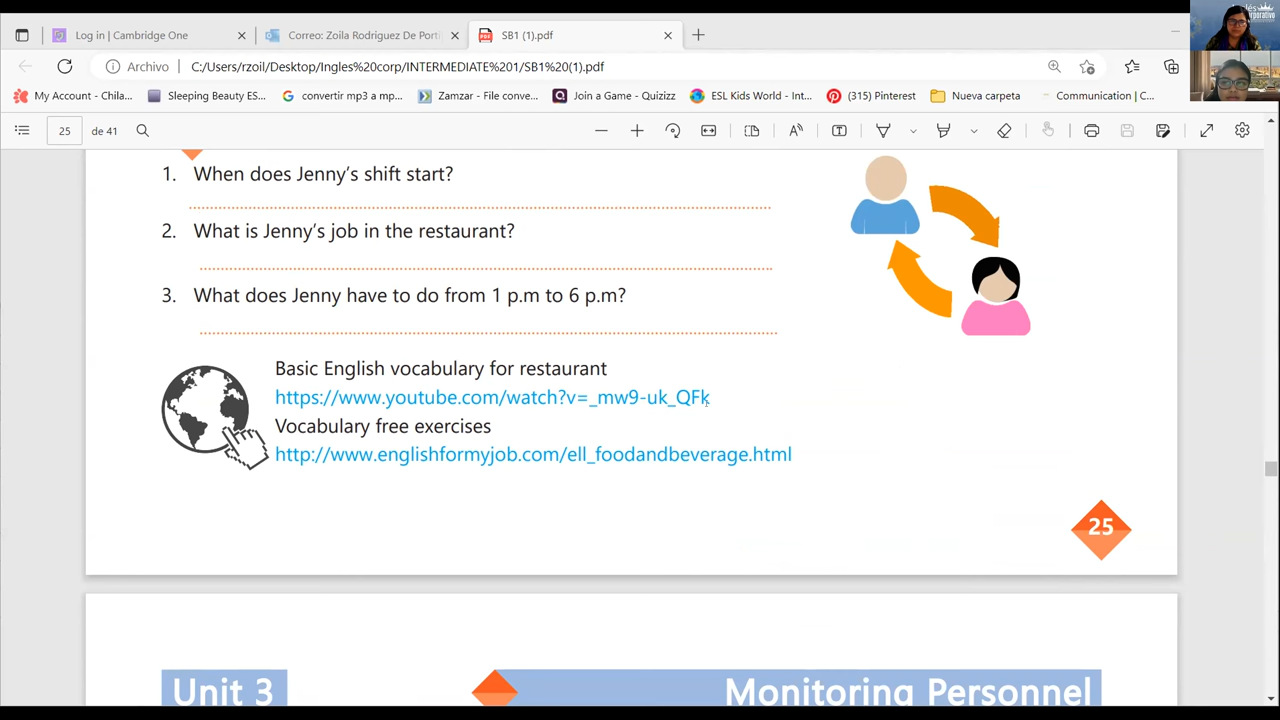 Log in | Cambridge One
Correo: Zoila Rodriguez De Porti
SB1 (1).pdf
Archivo
C:/Users/rzoil/Desktop/Ingles%20corp/INTERMEDIATE%201/SB1%20(1).pdf
My Account - Chila...
Sleeping Beauty ES...
convertir mp3 a mp...
Zamzar - File conve...
Join a Game - Quizizz
ESL Kids World - Int...
(315) Pinterest
Nueva carpeta
Communication | C...
25 de 41
1. When does Jenny's shift start?
2. What is Jenny's job in the restaurant?
3. What does Jenny have to do from 1 p.m to 6 p.m?
Basic English vocabulary for restaurant
https://www.youtube.com/watch?v=_mw9-uk_QFk
Vocabulary free exercises
http://www.englishformyjob.com/ell_foodandbeverage.html
25
Unit 3
Monitoring Personnel